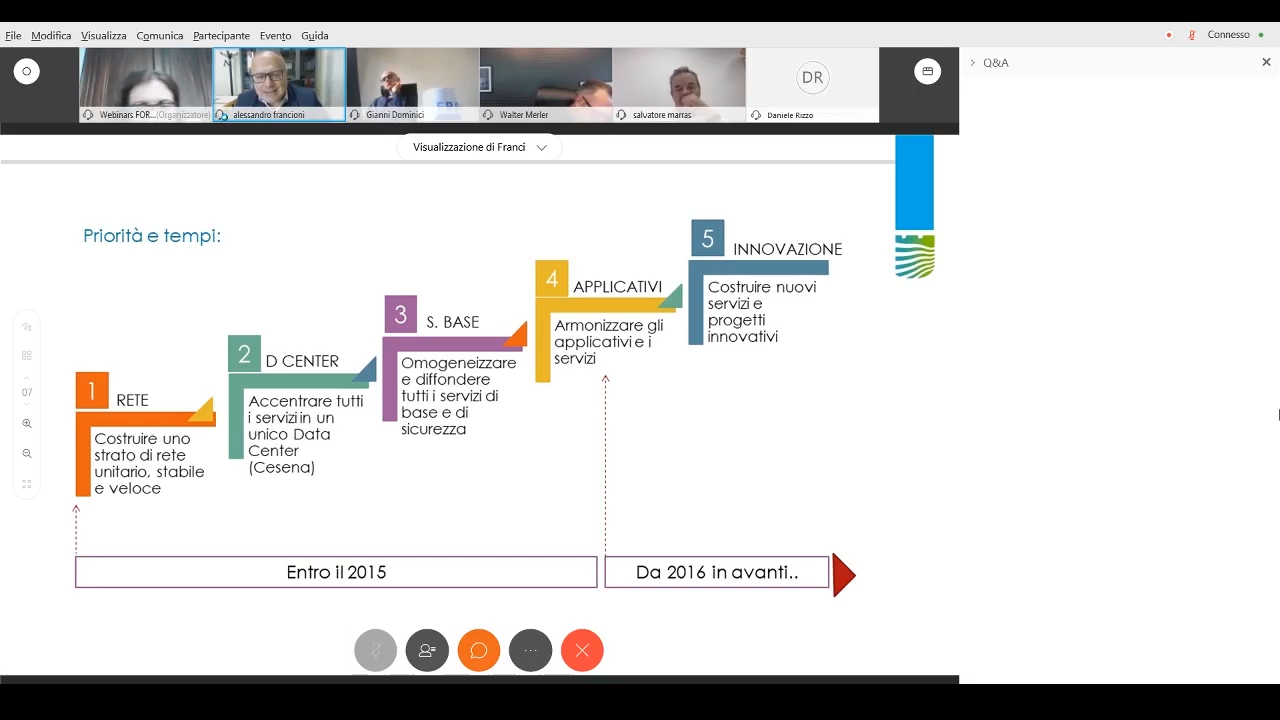 File Modifica Visualizza Comunica Partecipante Evento Guida
Connesso
Q&A
Webinars FOR... (Organizzatore)
alessandro francioni
Gianni Dominici
Walter Merler
salvatore marras
DR
Daniele Rizzo
Visualizzazione di Franci
Priorità e tempi:
1
RETE
Costruire uno
strato di rete
unitario, stabile
e veloce
2
D CENTER
Accentrare tutti
i servizi in un
unico Data
Center
(Cesena)
3
S. BASE
Omogeneizzare
e diffondere
tutti i servizi di
base e di
sicurezza
4
APPLICATIVI
Armonizzare gli
applicativi e i
servizi
5
INNOVAZIONE
Costruire nuovi
servizi e
progetti
innovativi
07
Entro il 2015
Da 2016 in avanti..